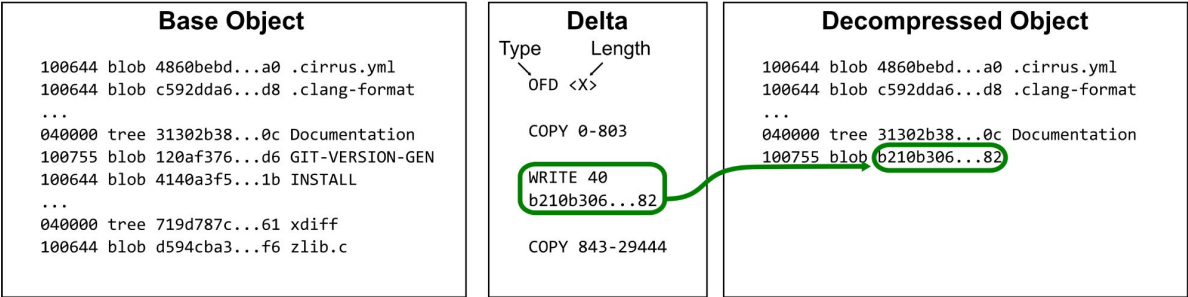 Base Object
100644 blob 4860bebd...a0 .cirrus.yml
100644 blob c592dda6...d8 .clang-format
...
040000 tree 31302b38...0c Documentation
100755 blob 120af376...d6 GIT-VERSION-GEN
100644 blob 4140a3f5...1b INSTALL
...
040000 tree 719d787c...61 xdiff
100644 blob d594cba3...f6 zlib.c
Delta
Type Length
OFD <X>
COPY 0-803
WRITE 40
b210b306...82
COPY 843-29444
Decompressed Object
100644 blob 4860bebd...a0 .cirrus.yml
100644 blob c592dda6...d8 .clang-format
...
040000 tree 31302b38...0c Documentation
100755 blob b210b306...82